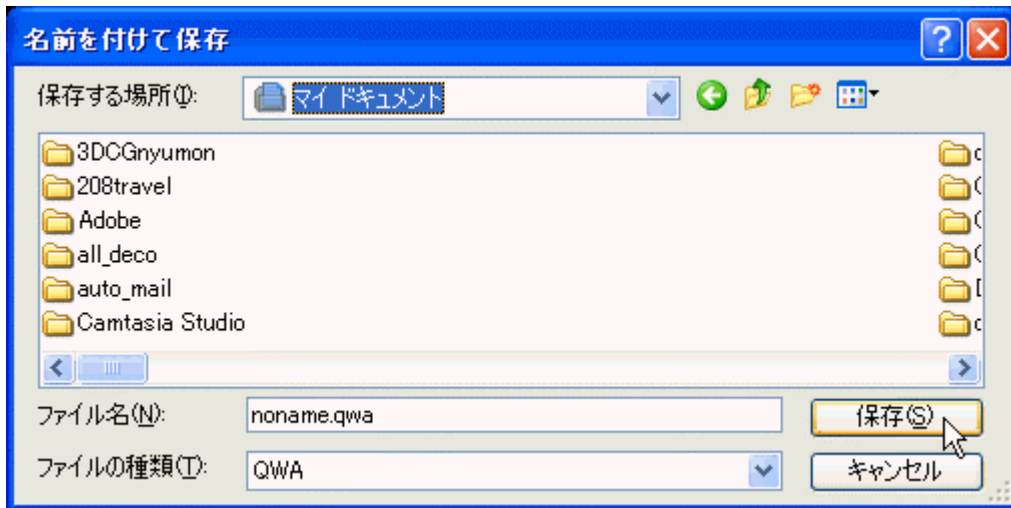 名前を付けて保存
保存する場所(I):
マイ ドキュメント
3DCGnyumon
208travel
Adobe
all_deco
auto_mail
Camtasia Studio
ファイル名(N):
noname.qwa
保存(S)
ファイルの種類(T):
QWA
キャンセル